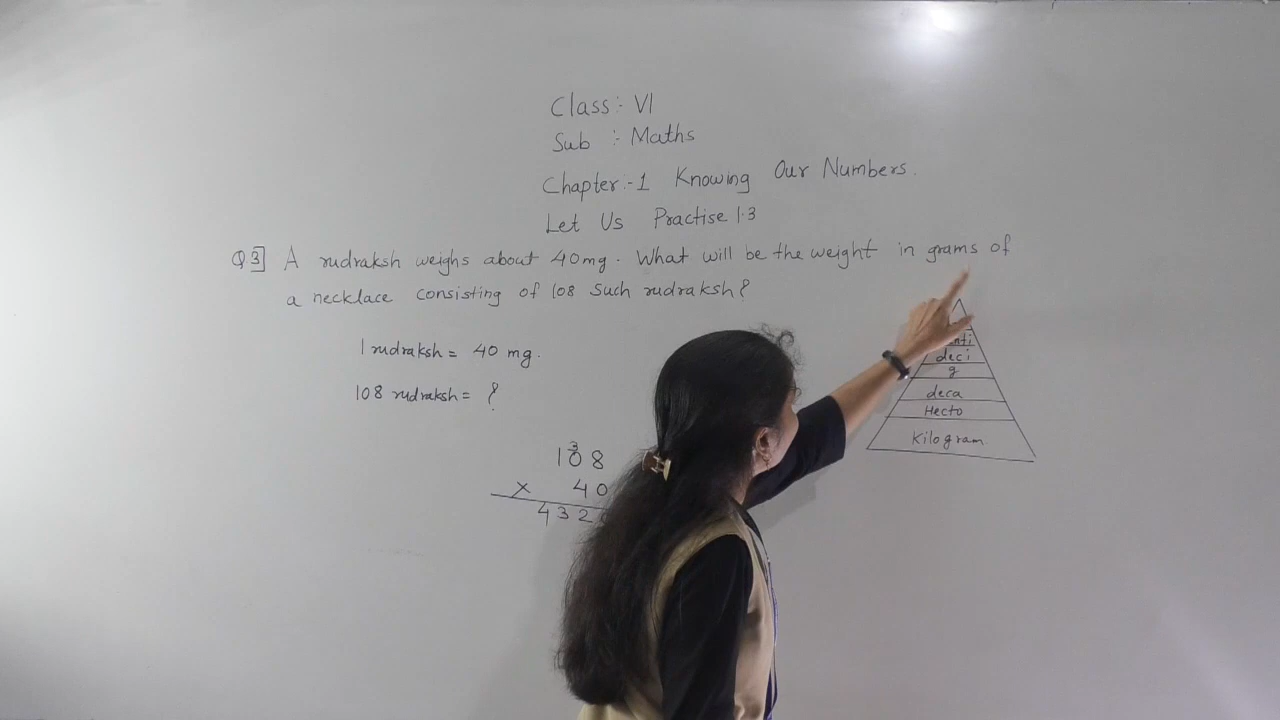 Class:- VI
Sub :- Maths
Chapter:-1 Knowing Our Numbers.
Let Us Practise 1.3
Q3] A rudraksh weighs about 40mg. What will be the weight in grams of
a necklace consisting of 108 such rudraksh?
1 rudraksh = 40 mg.
108 rudraksh = ?
3
108
× 40
432
deci
g
deca
Hecto
Kilogram.